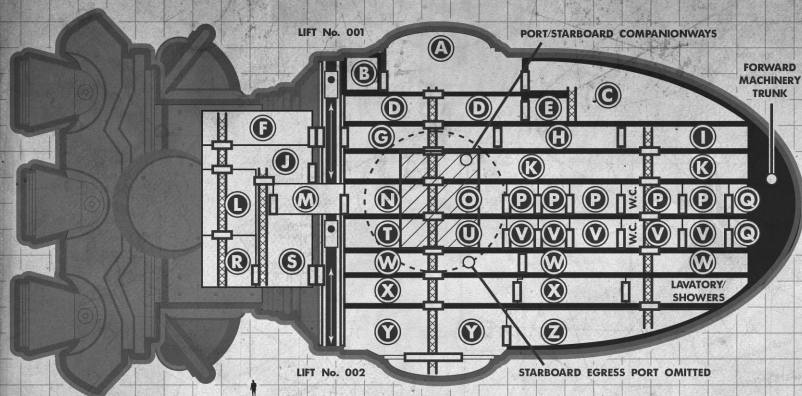 LIFT No. 001
PORT/STARBOARD COMPANIONWAYS
FORWARD
MACHINERY
TRUNK
A
B
C
D D E
F
G H I
J
K K
L M N O P P P W.C. P P Q
T U V V V W.C. V V Q
R S W W W
X X
LAVATORY/
SHOWERS
Y Y Z
LIFT No. 002
STARBOARD EGRESS PORT OMITTED